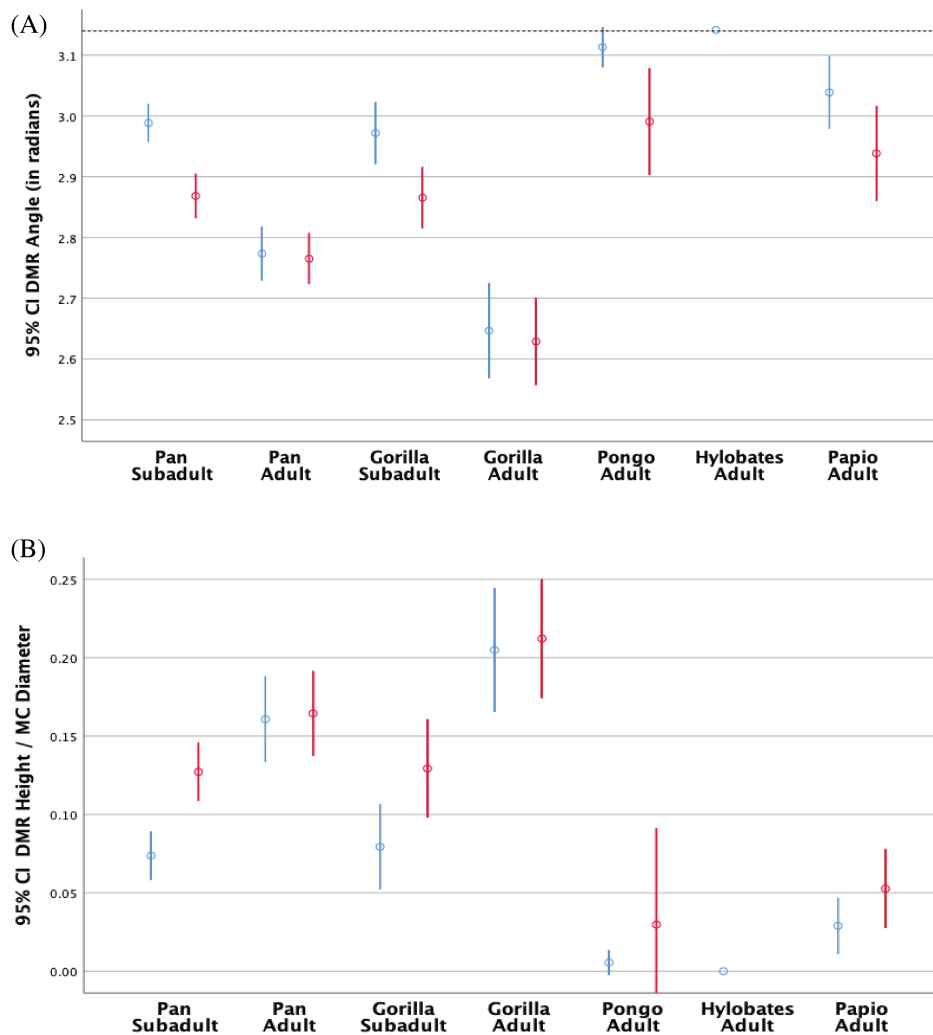 (A)
95% CI DMR Angle (in radians)
3.1
3.0
2.9
2.8
2.7
2.6
2.5
Pan Subadult
Pan Adult
Gorilla Subadult
Gorilla Adult
Pongo Adult
Hylobates Adult
Papio Adult
(B)
95% CI DMR Height / MC Diameter
0.25
0.20
0.15
0.10
0.05
0.00
Pan Subadult
Pan Adult
Gorilla Subadult
Gorilla Adult
Pongo Adult
Hylobates Adult
Papio Adult